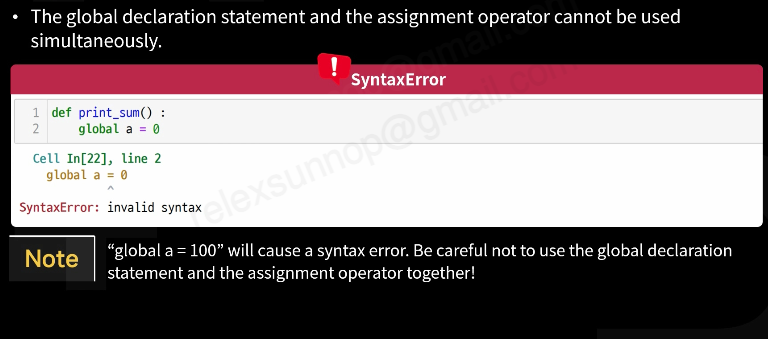 • The global declaration statement and the assignment operator cannot be used
simultaneously.
! SyntaxError
1 def print_sum() :
2     global a = 0
Cell In[22], line 2
global a = 0
^
SyntaxError: invalid syntax
relexsunnop@gmail.com
Note
“global a = 100” will cause a syntax error. Be careful not to use the global declaration
statement and the assignment operator together!